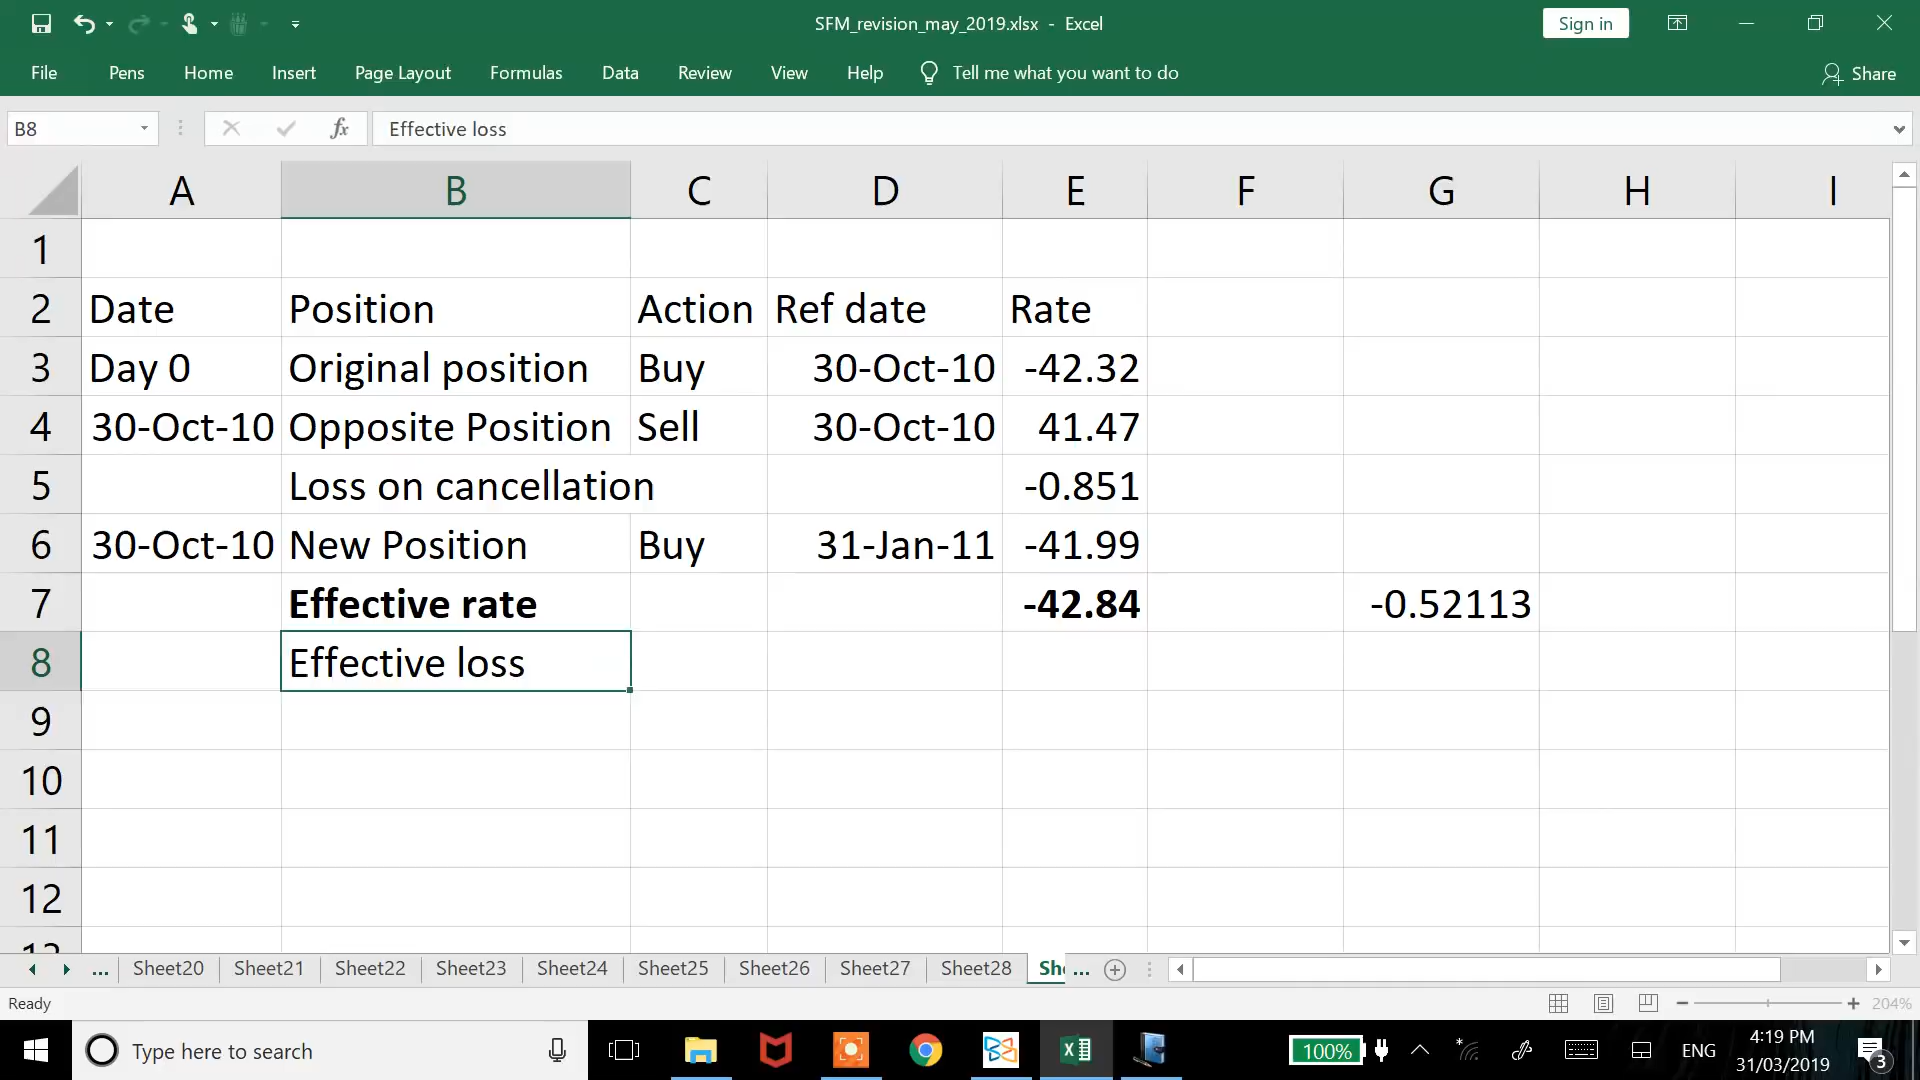 SFM_revision_may_2019.xlsx - Excel
Sign in
File Pens Home Insert Page Layout Formulas Data Review View Help Tell me what you want to do Share
B8 fx Effective loss
A B C D E F G H I
1
2 Date Position Action Ref date Rate
3 Day 0 Original position Buy 30-Oct-10 -42.32
4 30-Oct-10 Opposite Position Sell 30-Oct-10 41.47
5 Loss on cancellation -0.851
6 30-Oct-10 New Position Buy 31-Jan-11 -41.99
7 Effective rate -42.84 -0.52113
8 Effective loss
9
10
11
12
... Sheet20 Sheet21 Sheet22 Sheet23 Sheet24 Sheet25 Sheet26 Sheet27 Sheet28 She ...
Ready 204%
Type here to search 100% ENG 4:19 PM
31/03/2019 3